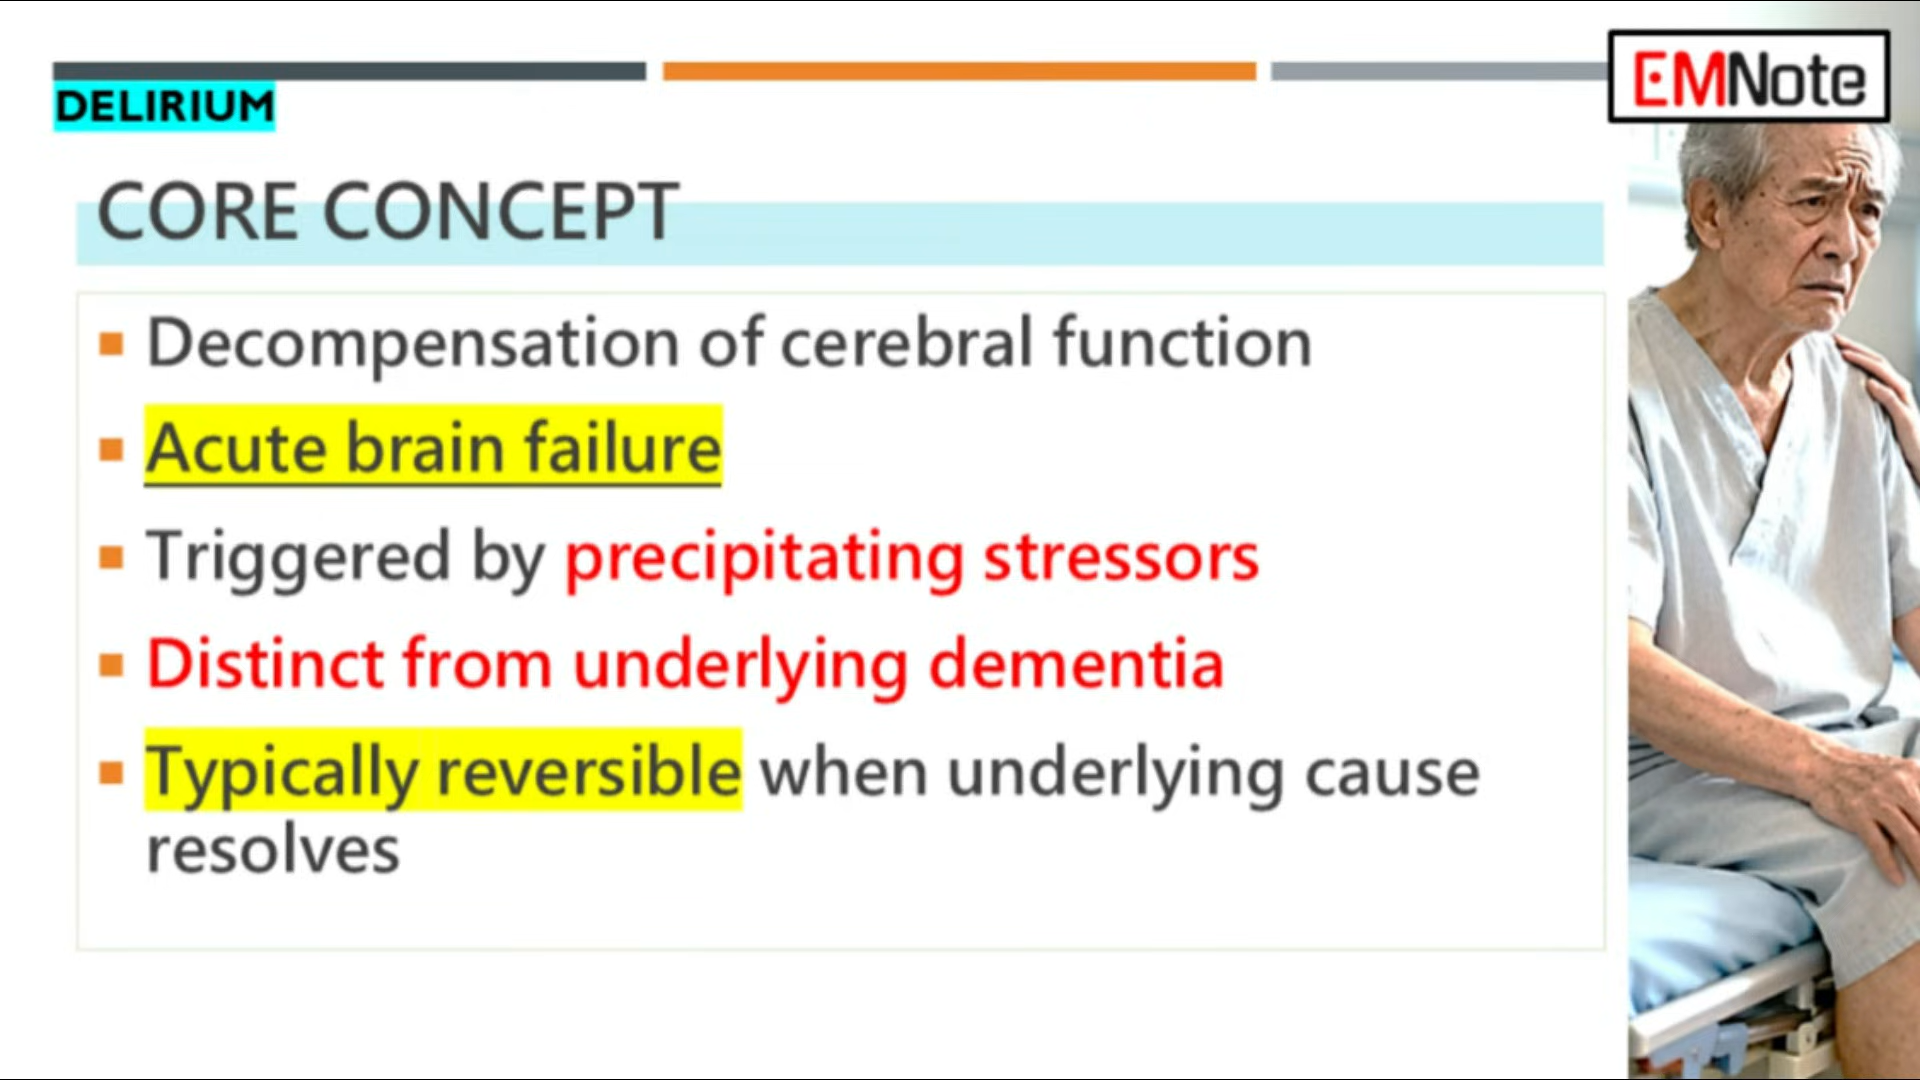 DELIRIUM
EMNote
CORE CONCEPT
Decompensation of cerebral function
Acute brain failure
Triggered by precipitating stressors
Distinct from underlying dementia
Typically reversible when underlying cause
resolves